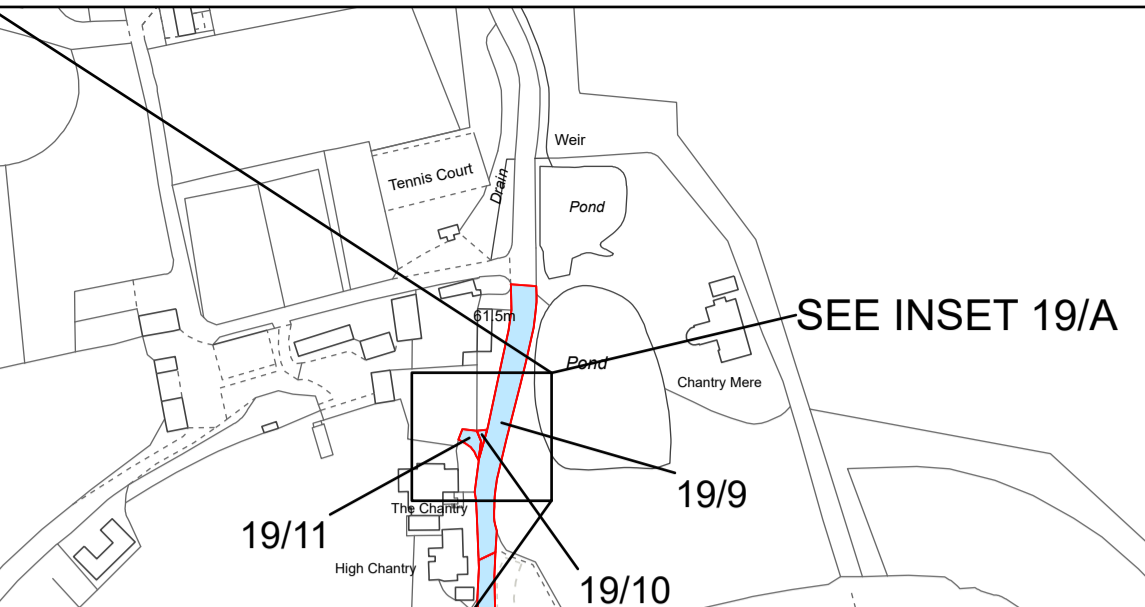 Weir
Tennis Court
Drain
Pond
61.5m
SEE INSET 19/A
Pond
Chantry Mere
19/9
The Chantry
19/11
High Chantry
19/10